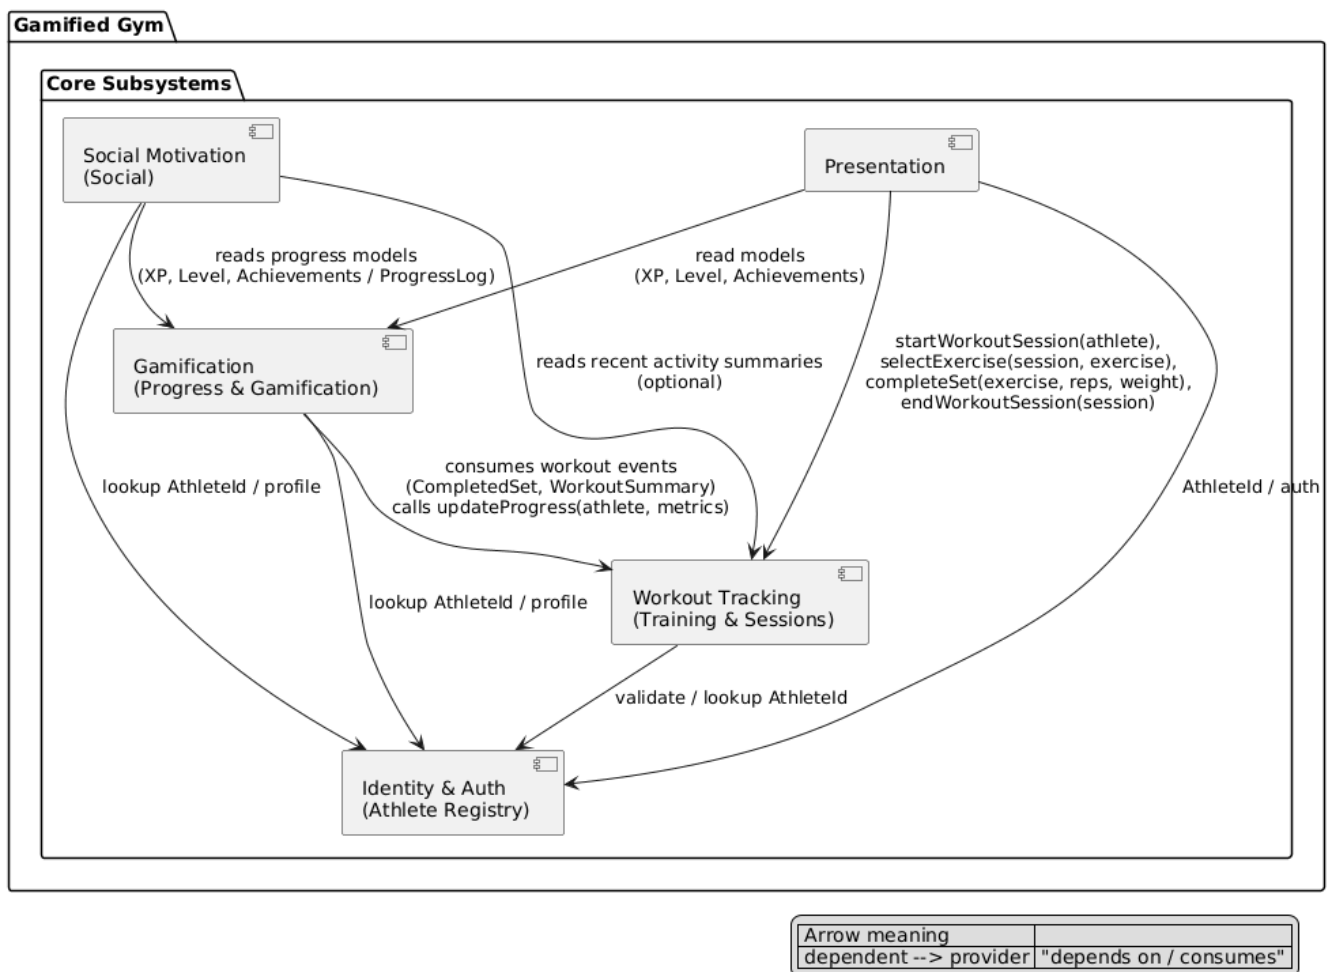 Gamified Gym
Core Subsystems
Social Motivation
(Social)
Presentation
reads progress models
(XP, Level, Achievements / ProgressLog)
read models
(XP, Level, Achievements)
Gamification
(Progress & Gamification)
reads recent activity summaries
(optional)
startWorkoutSession(athlete),
selectExercise(session, exercise),
completeSet(exercise, reps, weight),
endWorkoutSession(session)
lookup AthleteId / profile
consumes workout events
(CompletedSet, WorkoutSummary)
calls updateProgress(athlete, metrics)
AthleteId / auth
lookup AthleteId / profile
Workout Tracking
(Training & Sessions)
validate / lookup AthleteId
Identity & Auth
(Athlete Registry)
Arrow meaning
dependent --> provider "depends on / consumes"